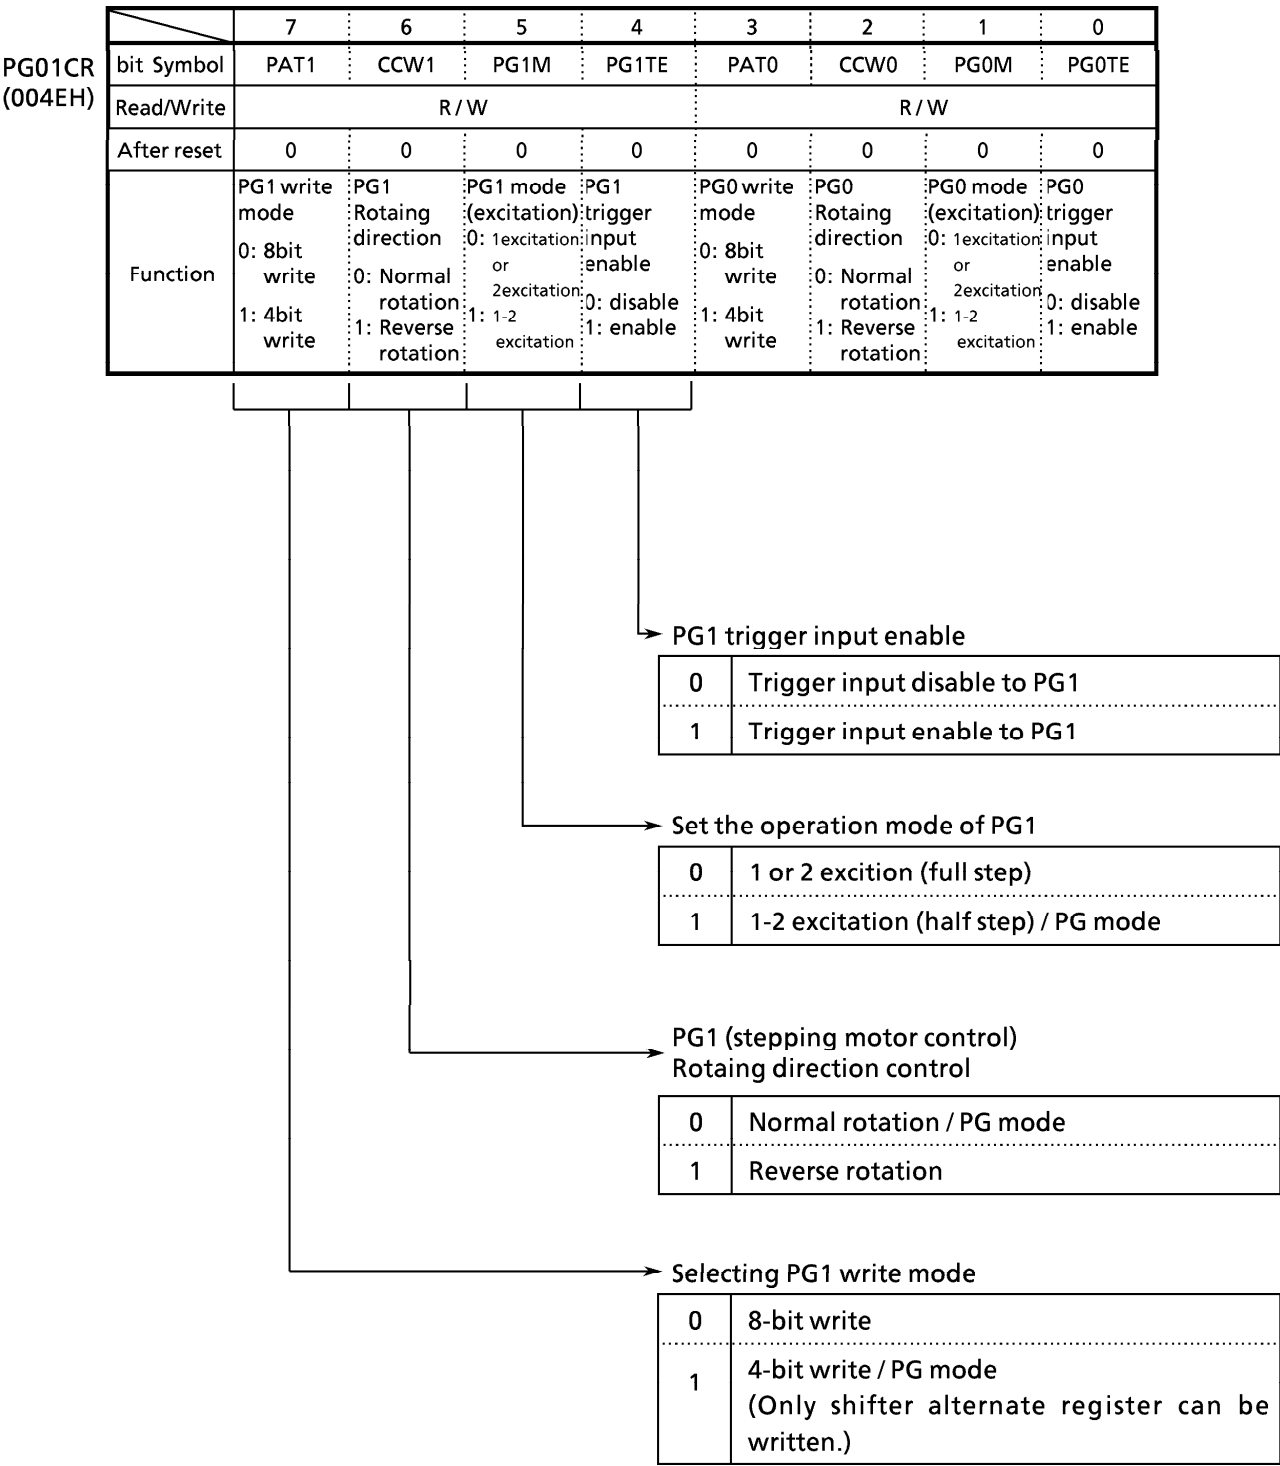 7 6 5 4 3 2 1 0
PG01CR
(004EH)
bit Symbol PAT1 CCW1 PG1M PG1TE PAT0 CCW0 PG0M PG0TE
Read/Write R / W R / W
After reset 0 0 0 0 0 0 0 0
Function
PG1 write
mode
0: 8bit
write
1: 4bit
write
PG1
Rotaing
direction
0: Normal
rotation
1: Reverse
rotation
PG1 mode
(excitation)
0: 1excitation
or
2excitation
1: 1-2
excitation
PG1
trigger
input
enable
0: disable
1: enable
PG0 write
mode
0: 8bit
write
1: 4bit
write
PG0
Rotaing
direction
0: Normal
rotation
1: Reverse
rotation
PG0 mode
(excitation)
0: 1excitation
or
2excitation
1: 1-2
excitation
PG0
trigger
input
enable
0: disable
1: enable
PG1 trigger input enable
0 Trigger input disable to PG1
1 Trigger input enable to PG1
Set the operation mode of PG1
0 1 or 2 excition (full step)
1 1-2 excitation (half step) / PG mode
PG1 (stepping motor control)
Rotaing direction control
0 Normal rotation / PG mode
1 Reverse rotation
Selecting PG1 write mode
0 8-bit write
1 4-bit write / PG mode
(Only shifter alternate register can be
written.)